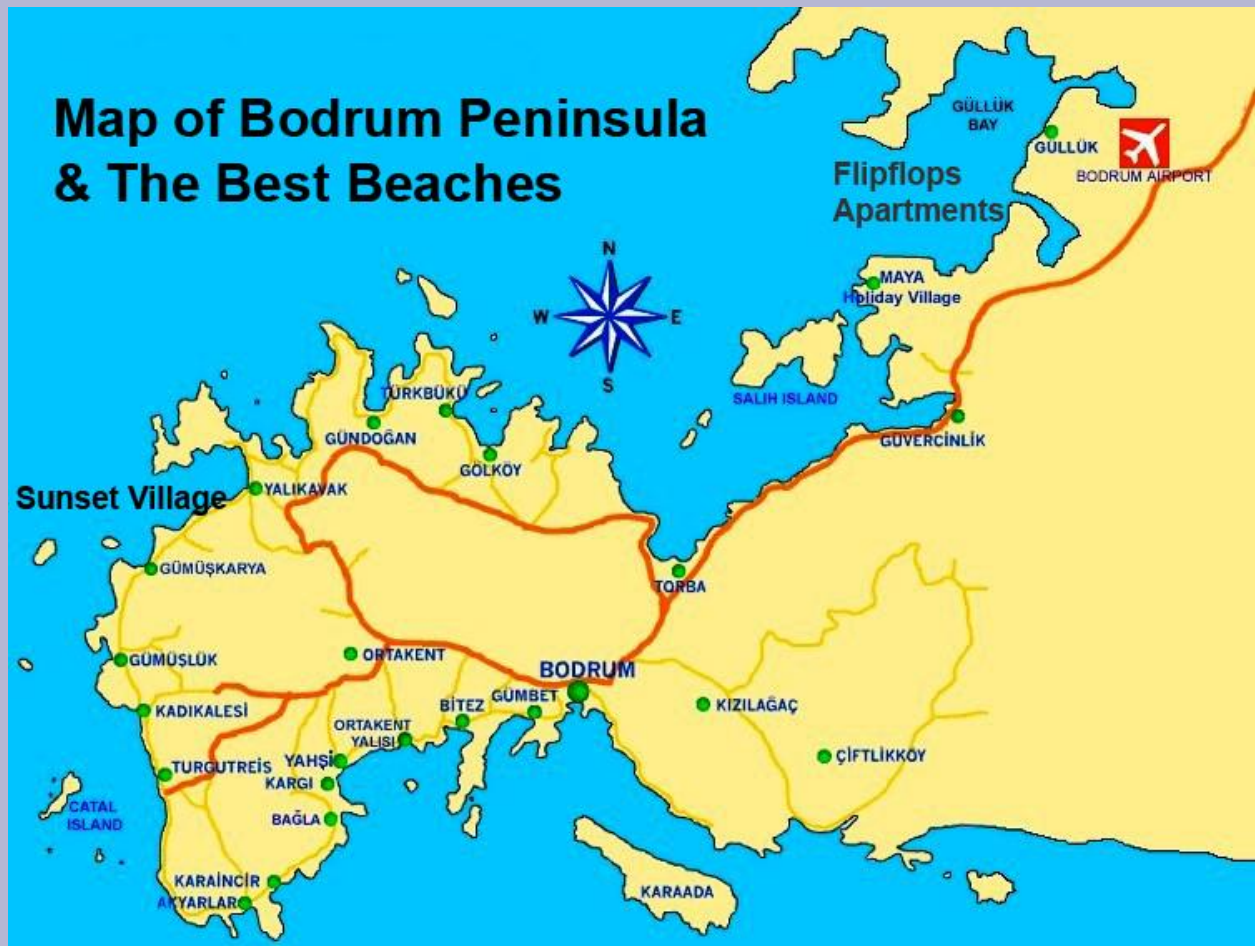 Map of Bodrum Peninsula
& The Best Beaches
GÜLLÜK
BAY
GÜLLÜK
BODRUM AIRPORT
Flipflops
Apartments
N
W
E
S
MAYA
Holiday Village
SALIH ISLAND
GÜVERCİNLİK
TÜRKBÜKÜ
GÜNDOĞAN
GÖLKÖY
YALIKAVAK
Sunset Village
GÜMÜŞKARYA
TORBA
GÜMÜŞLÜK
ORTAKENT
BODRUM
KADIKALESİ
BİTEZ
GÜMBET
KIZILAĞAÇ
ORTAKENT
YALISI
ÇİFTLİKKÖY
YAHŞİ
TURGUTREİS
KARGI
CATAL
ISLAND
BAĞLA
KARAİNCİR
AKYARLAR
KARAADA